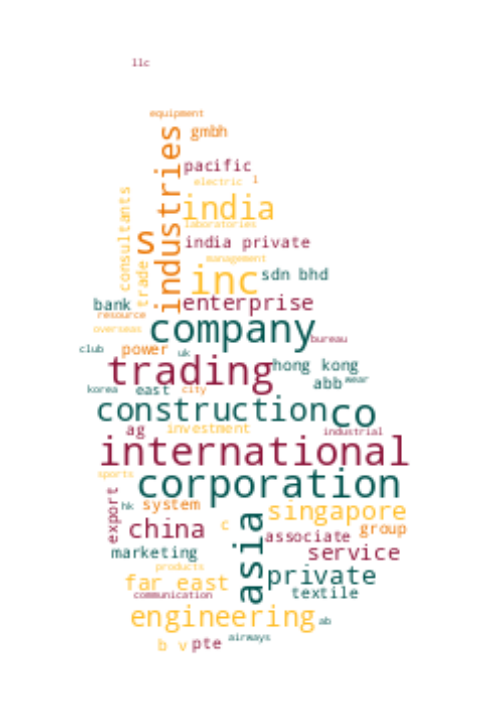 llc
equipment
gmbh
industries
pacific
electric l
consultants
india
laboratories
s
india private
management
trade
inc
sdn bhd
bank
enterprise
resource
overseas
company
bureau
club
power
uk
trading
hong kong
abb
wear
korea
east
city
construction
co
ag
investment
industrial
international
sports
corporation
export
hk
system
singapore
china
c
asia
associate
group
marketing
service
products
far east
private
communication
textile
engineering
ab
airways
b v
pte